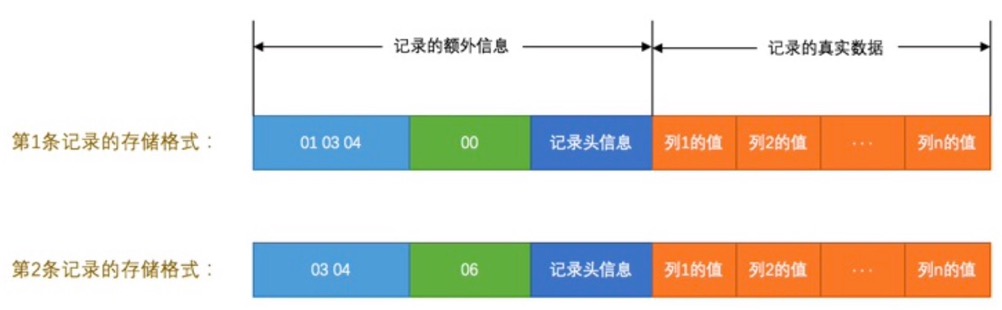 记录的额外信息 记录的真实数据
第1条记录的存储格式： 01 03 04 00 记录头信息 列1的值 列2的值 ... 列n的值
第2条记录的存储格式： 03 04 06 记录头信息 列1的值 列2的值 ... 列n的值